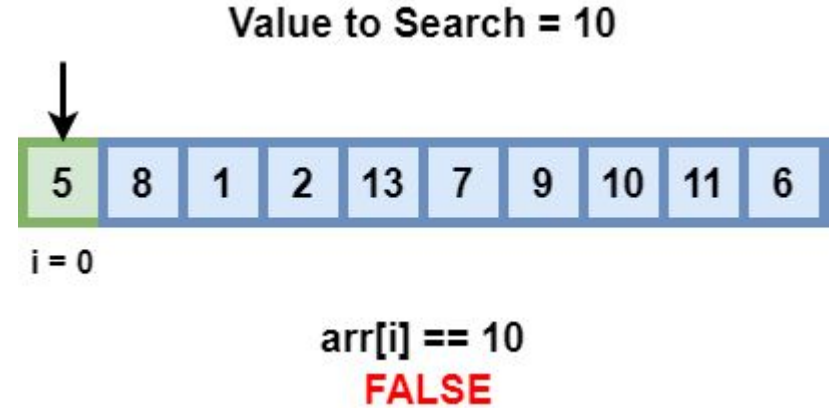 Value to Search = 10
5 8 1 2 13 7 9 10 11 6
i = 0
arr[i] == 10
FALSE